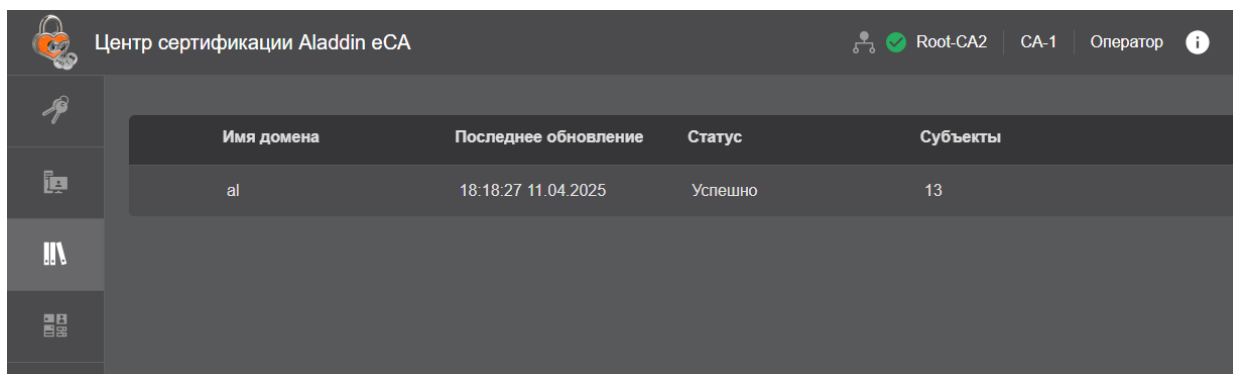 Центр сертификации Aladdin eCA Root-CA2 CA-1 Оператор i
Имя домена Последнее обновление Статус Субъекты
al 18:18:27 11.04.2025 Успешно 13